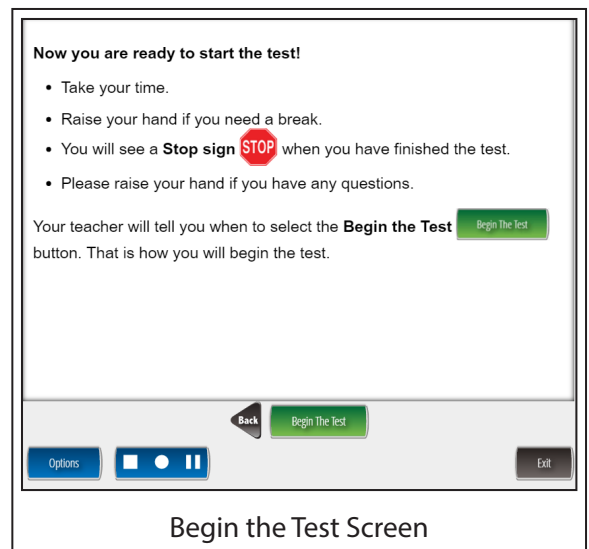 Now you are ready to start the test!
• Take your time.
• Raise your hand if you need a break.
• You will see a Stop sign STOP when you have finished the test.
• Please raise your hand if you have any questions.
Your teacher will tell you when to select the Begin the Test Begin The Test
button. That is how you will begin the test.
Back Begin The Test
Options Exit
Begin the Test Screen